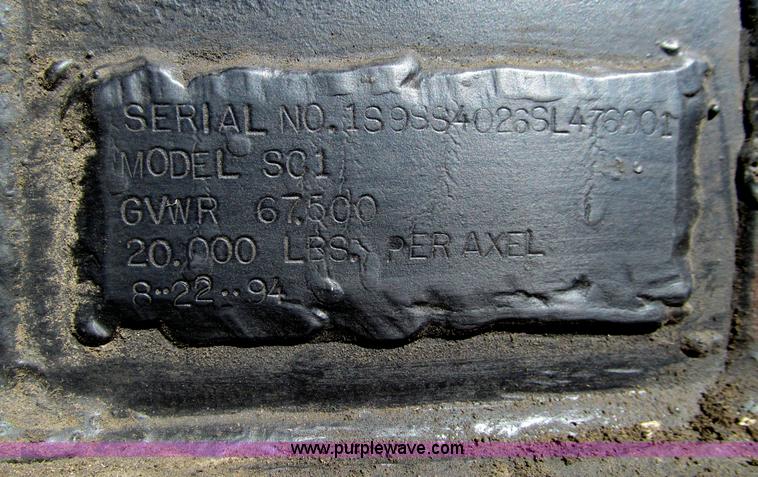 SERIAL NO. 1S9SS4026SL476001
MODEL SC1
GVWR 67,500
20.000 LBS. PER AXEL
8-22-94
www.purplewave.com